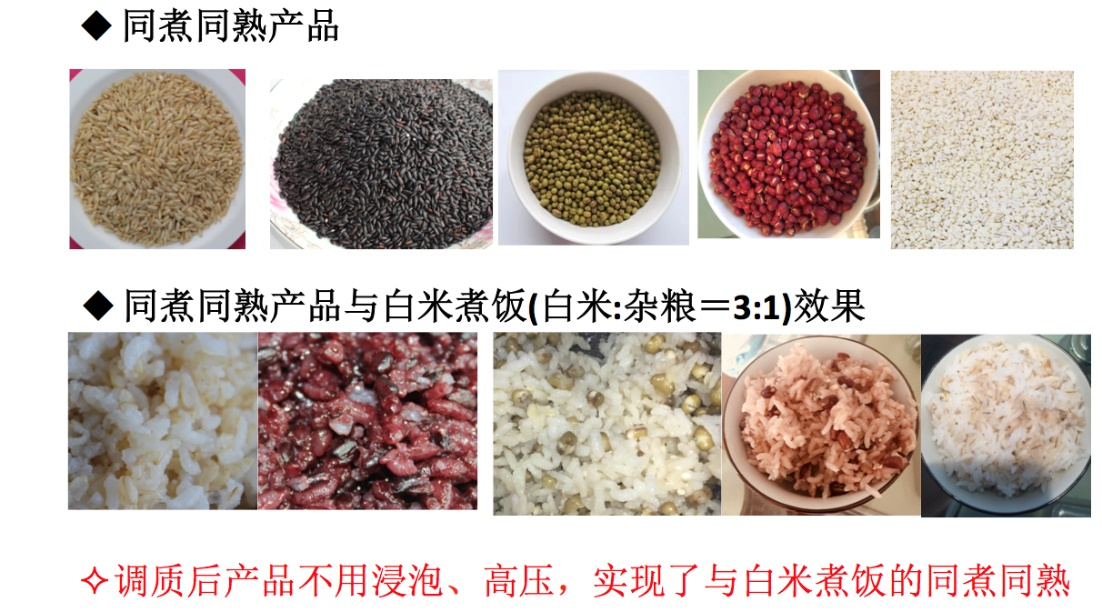 ◆ 同煮同熟产品
◆ 同煮同熟产品与白米煮饭(白米:杂粮＝3:1)效果
✧调质后产品不用浸泡、高压，实现了与白米煮饭的同煮同熟